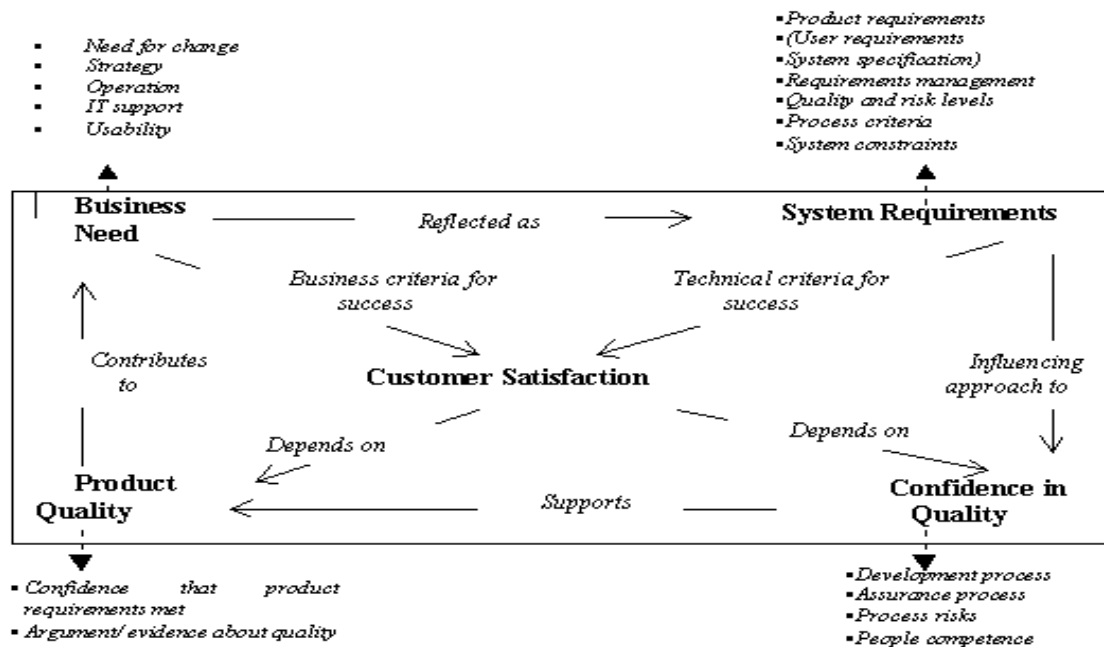 ▪ Need for change
▪ Strategy
▪ Operation
▪ IT support
▪ Usability
▪Product requirements
▪(User requirements
▪System specification)
▪Requirements management
▪Quality and risk levels
▪Process criteria
▪System constraints
Business
Need
Reflected as
System Requirements
Business criteria for
success
Technical criteria for
success
Contributes
to
Customer Satisfaction
Influencing
approach to
Depends on
Depends on
Product
Quality
Supports
Confidence in
Quality
▪ Confidence that product
requirements met
▪ Argument/ evidence about quality
▪Development process
▪Assurance process
▪Process risks
▪People competence